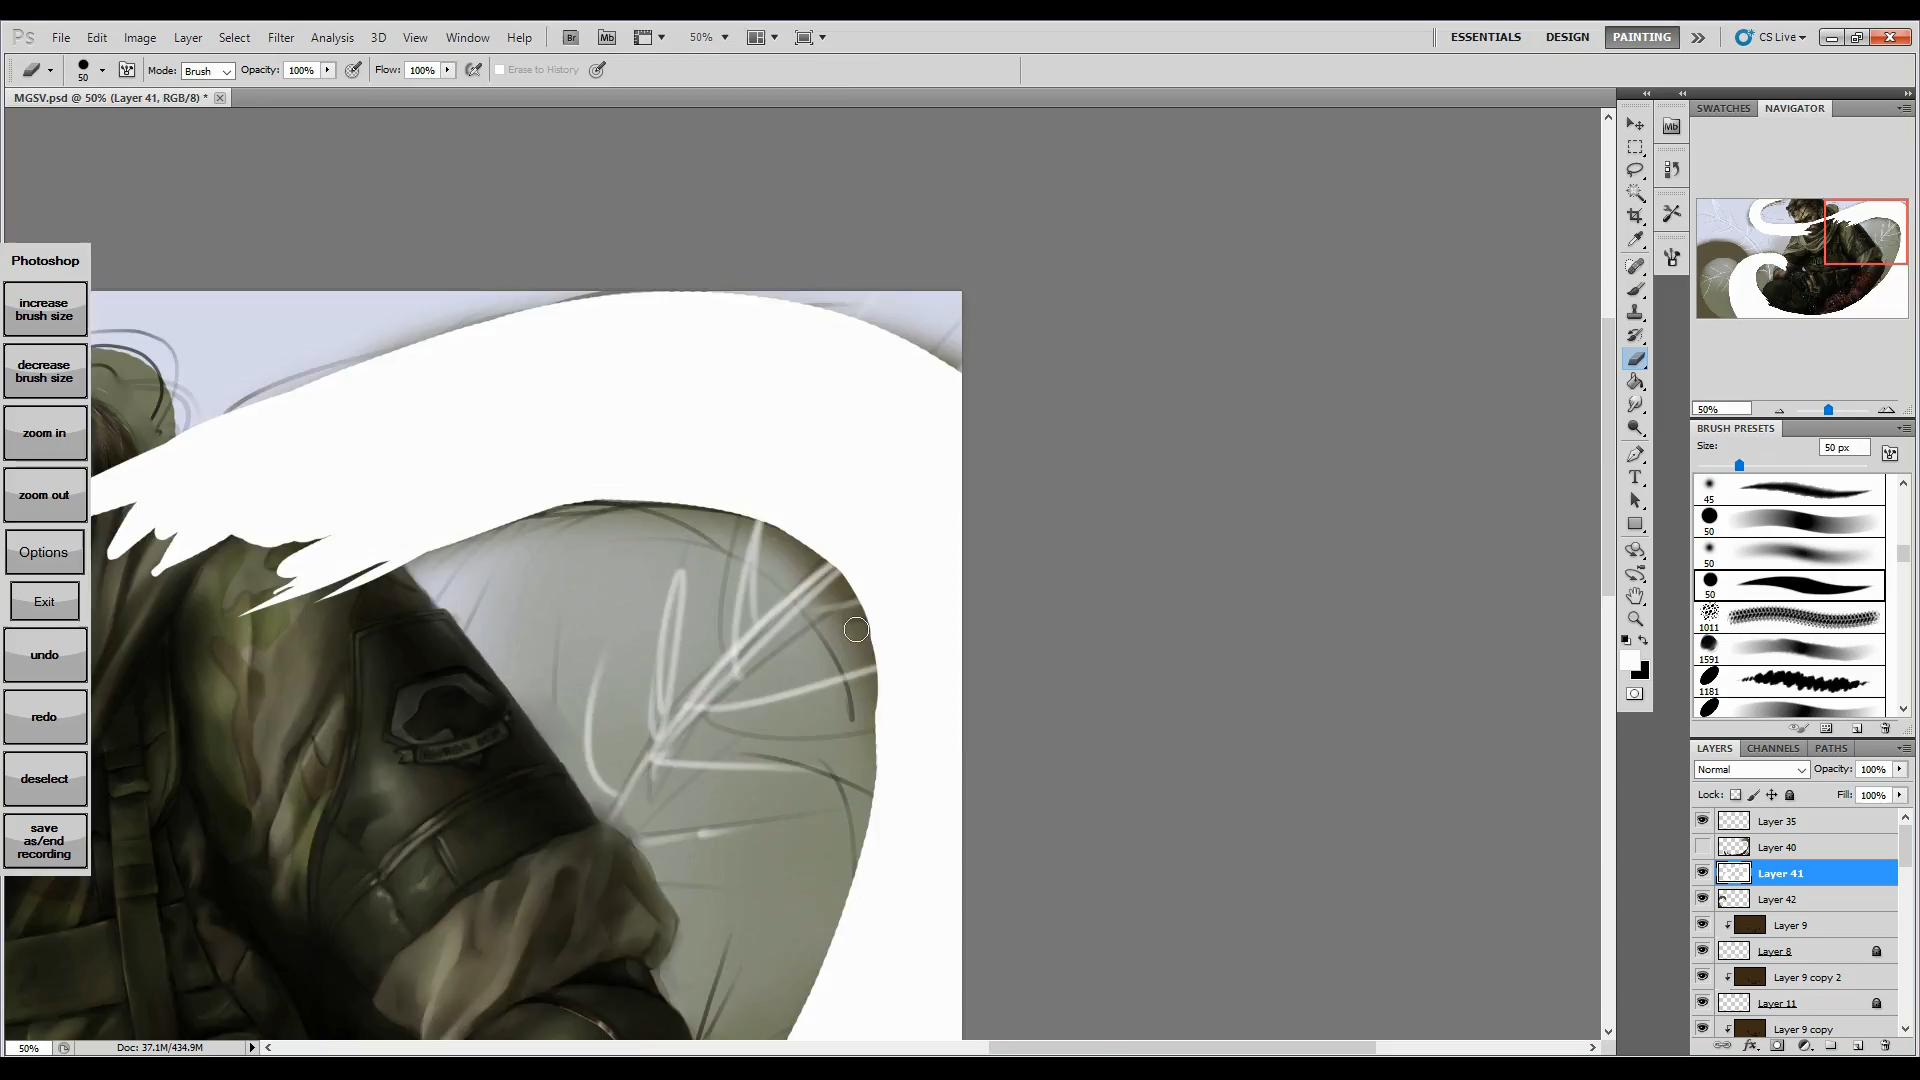 Ps File Edit Image Layer Select Filter Analysis 3D View Window Help Br Mb 50% ESSENTIALS DESIGN PAINTING CS Live
50 Mode: Brush Opacity: 100% Flow: 100% Erase to History
MGSV.psd @ 50% (Layer 41, RGB/8) *
SWATCHES NAVIGATOR
Mb
Photoshop
increase
brush size
decrease
brush size
zoom in
zoom out
Options
Exit
undo
redo
deselect
save
as/end
recording
50%
BRUSH PRESETS
Size: 50 px
45
50
50
50
1011
1591
1181
LAYERS CHANNELS PATHS
Normal Opacity: 100%
Lock: Fill: 100%
Layer 35
Layer 40
Layer 41
Layer 42
Layer 9
Layer 8
Layer 9 copy 2
Layer 11
Layer 9 copy
50% Doc: 37.1M/434.9M